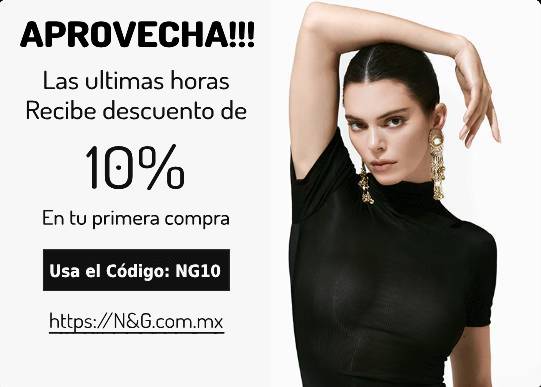 APROVECHA!!!
Las ultimas horas
Recibe descuento de
10%
En tu primera compra
Usa el Código: NG10
https://N&G.com.mx